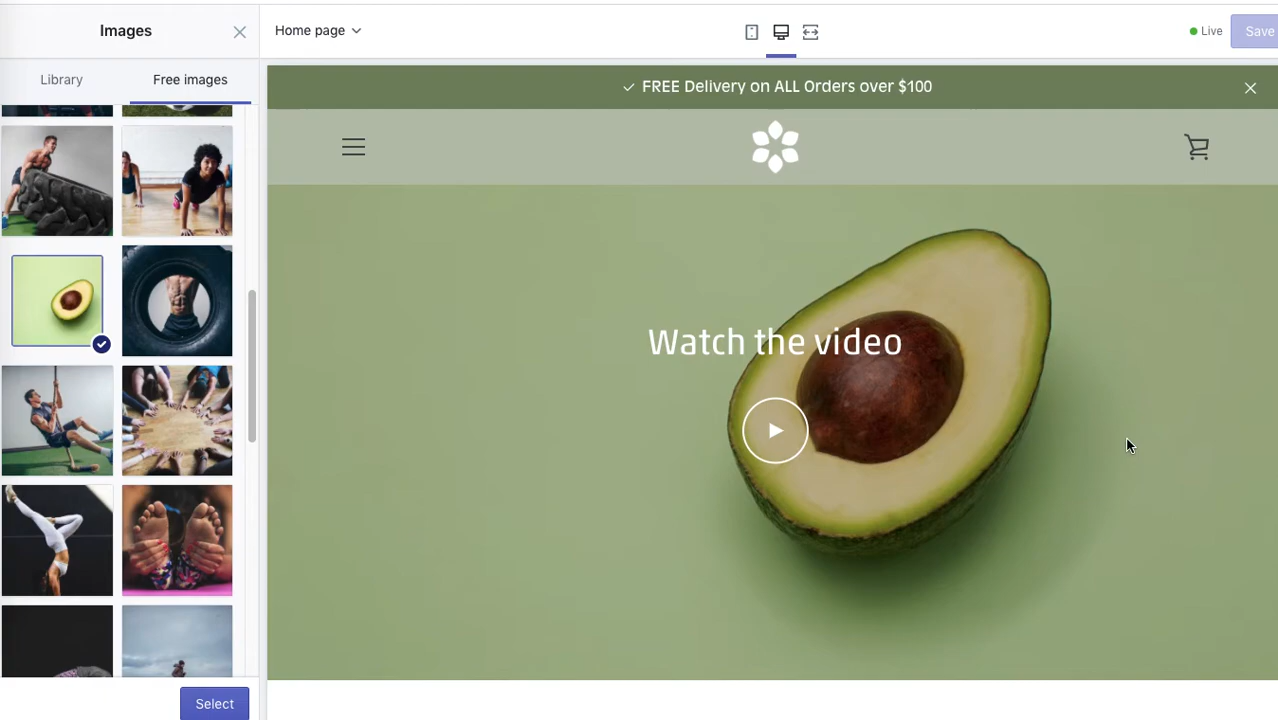 Images
Home page
Live
Save
Library
Free images
FREE Delivery on ALL Orders over $100
Watch the video
Select